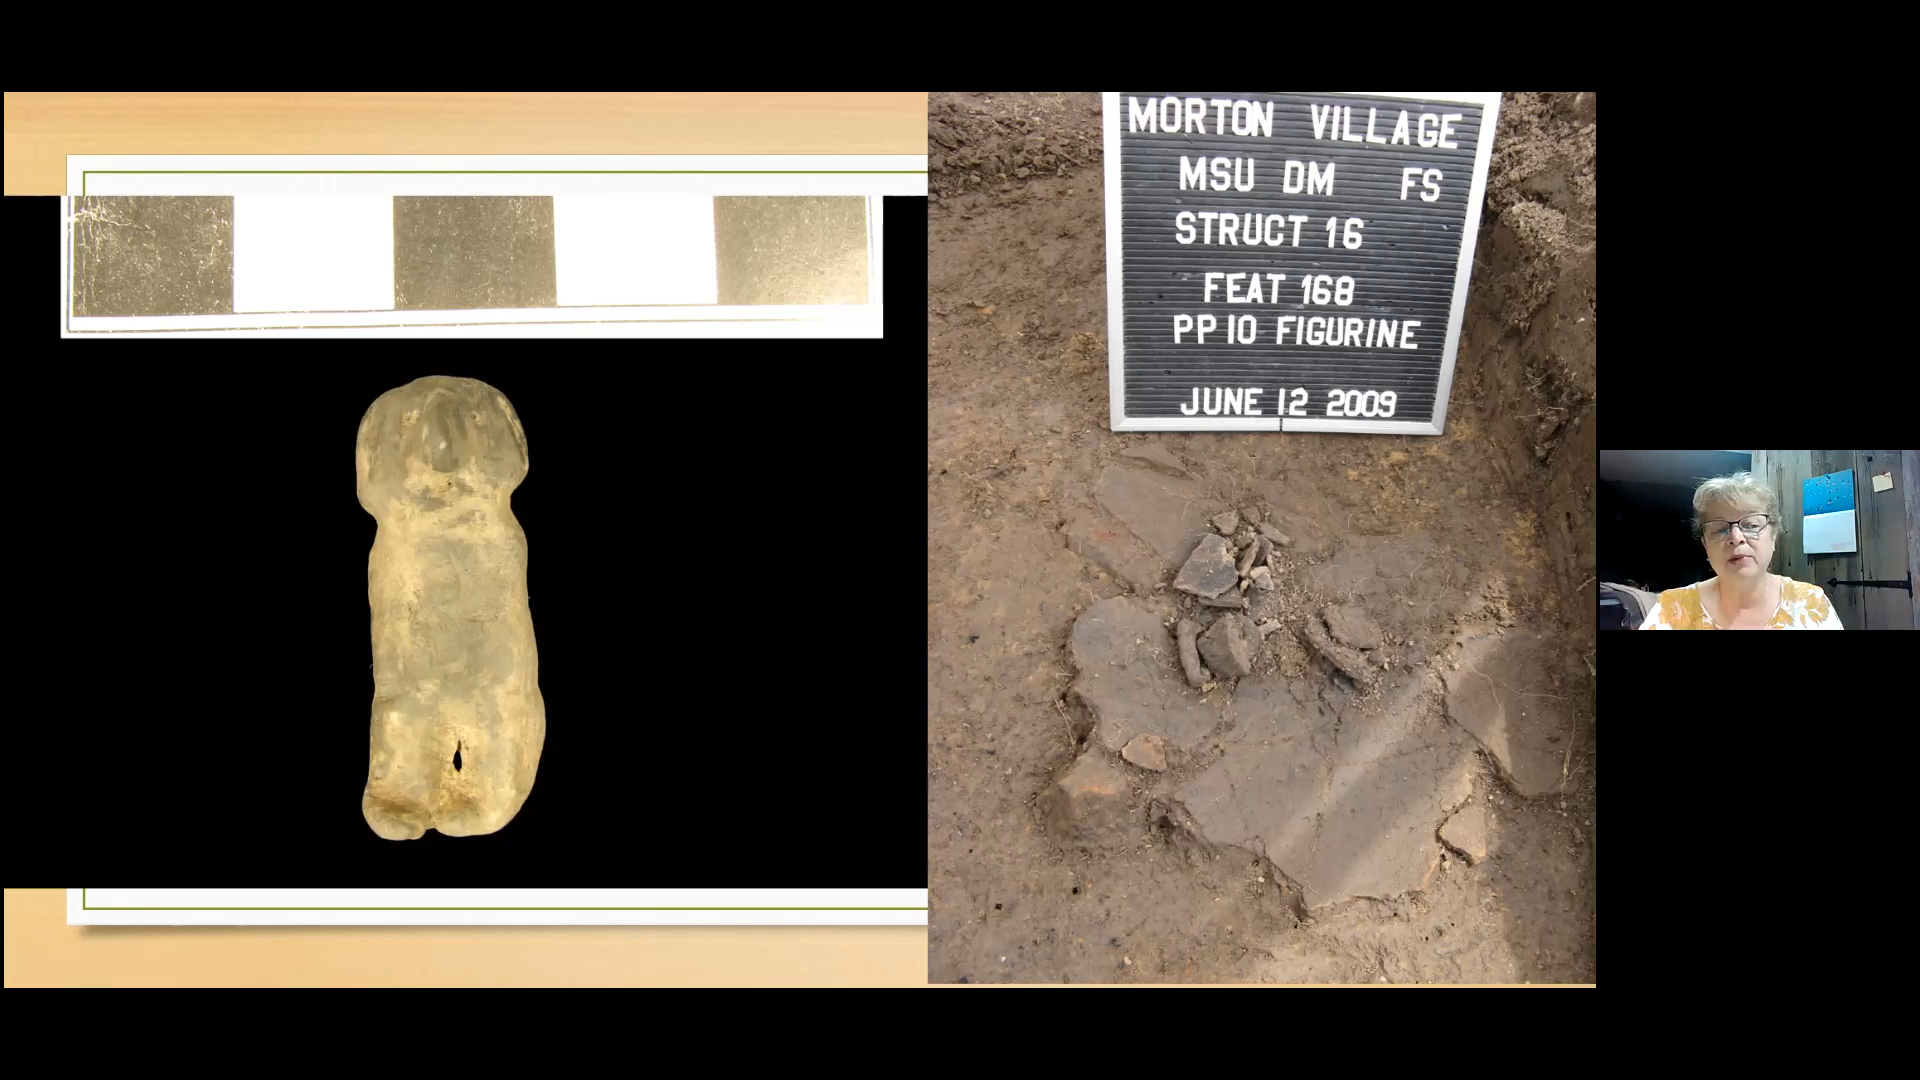 MORTON VILLAGE
MSU DM FS
STRUCT 16
FEAT 168
PP 10 FIGURINE
JUNE 12 2009